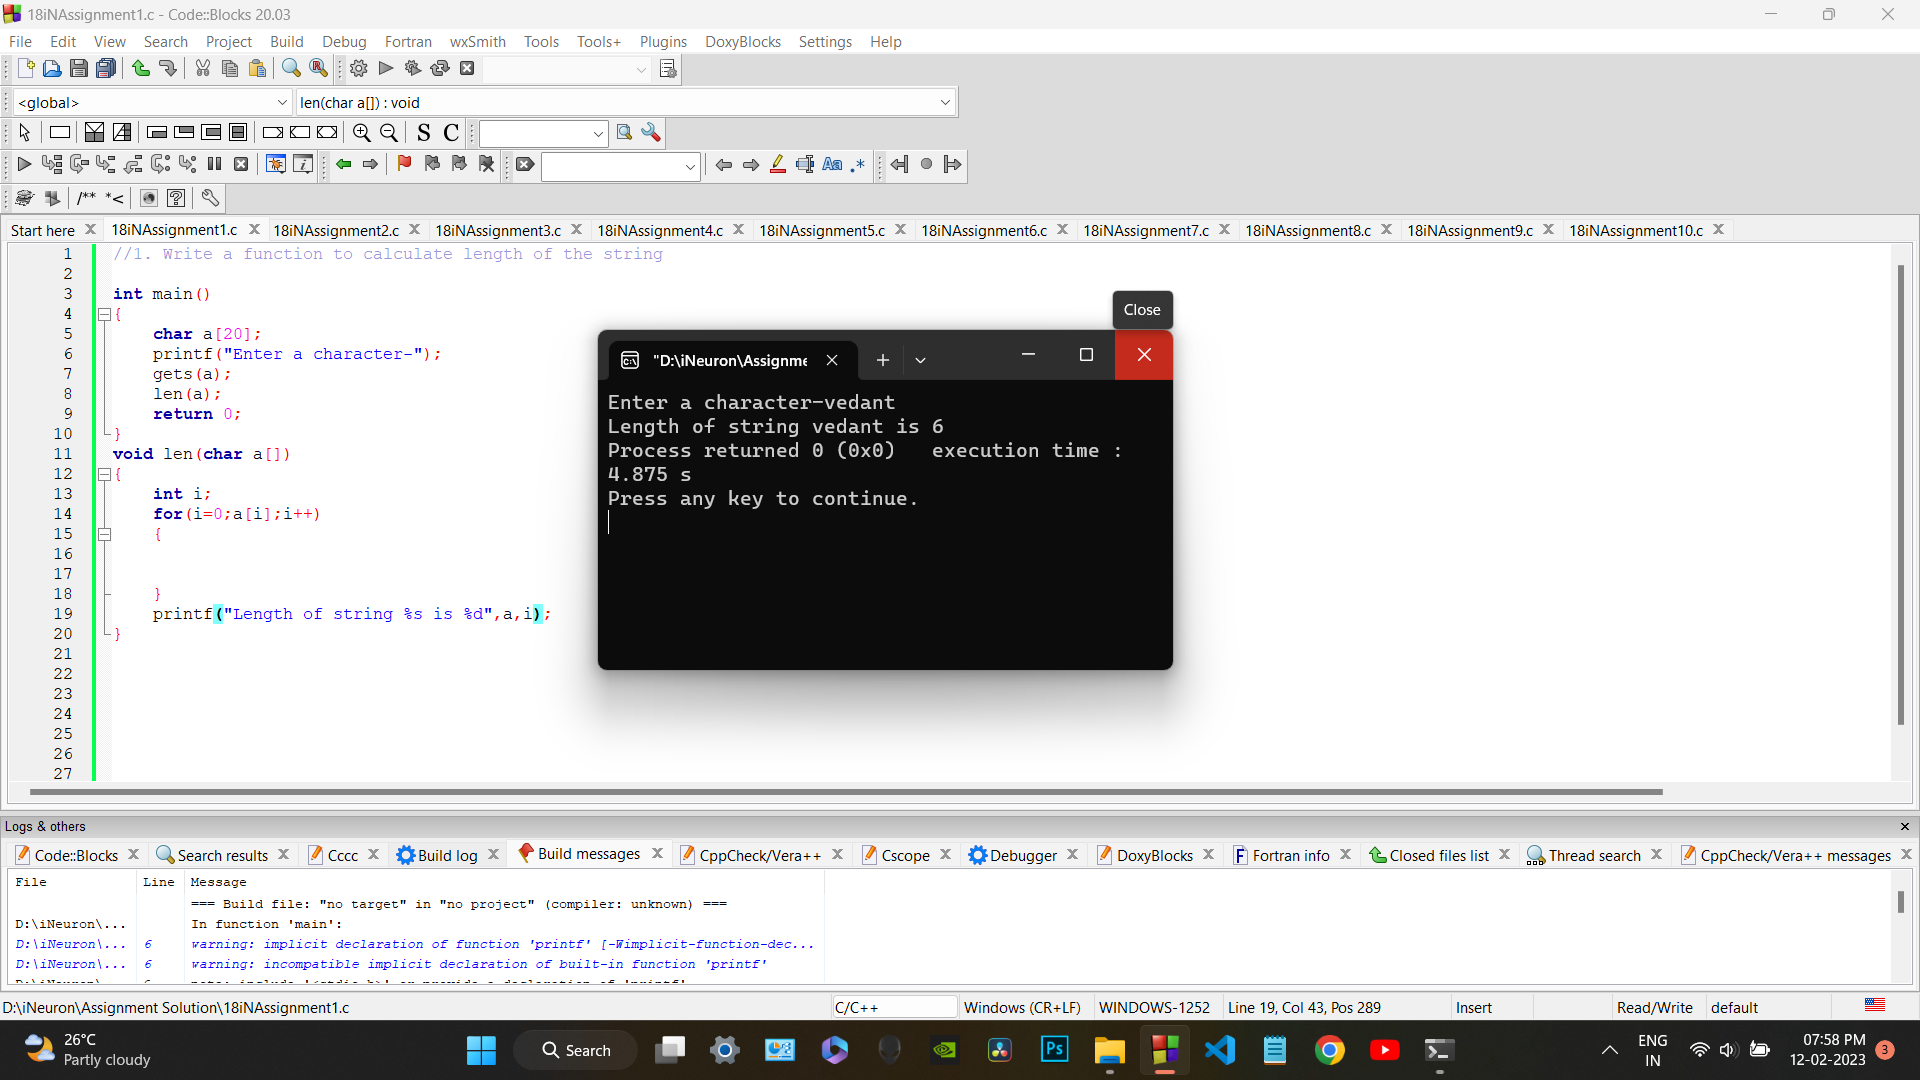 18iNAssignment1.c - Code::Blocks 20.03
File Edit View Search Project Build Debug Fortran wxSmith Tools Tools+ Plugins DoxyBlocks Settings Help
<global> len(char a[]) : void
S C
Aa .*
/** *<
Start here 18iNAssignment1.c 18iNAssignment2.c 18iNAssignment3.c 18iNAssignment4.c 18iNAssignment5.c 18iNAssignment6.c 18iNAssignment7.c 18iNAssignment8.c 18iNAssignment9.c 18iNAssignment10.c
1 //1. Write a function to calculate length of the string
2
3 int main()
4 {
5 char a[20];
6 printf("Enter a character-");
7 gets(a);
8 len(a);
9 return 0;
10 }
11 void len(char a[])
12 {
13 int i;
14 for(i=0;a[i];i++)
15 {
16
17
18 }
19 printf("Length of string %s is %d",a,i);
20 }
21
22
23
24
25
26
27
Close
"D:\iNeuron\Assignme
Enter a character-vedant
Length of string vedant is 6
Process returned 0 (0x0) execution time :
4.875 s
Press any key to continue.
Logs & others
Code::Blocks Search results Cccc Build log Build messages CppCheck/Vera++ Cscope Debugger DoxyBlocks Fortran info Closed files list Thread search CppCheck/Vera++ messages
File Line Message
=== Build file: "no target" in "no project" (compiler: unknown) ===
D:\iNeuron\... In function 'main':
D:\iNeuron\... 6 warning: implicit declaration of function 'printf' [-Wimplicit-function-dec...
D:\iNeuron\... 6 warning: incompatible implicit declaration of built-in function 'printf'
D:\iNeuron\Assignment Solution\18iNAssignment1.c C/C++ Windows (CR+LF) WINDOWS-1252 Line 19, Col 43, Pos 289 Insert Read/Write default
26°C
Partly cloudy
Search
Ps
ENG
IN
07:58 PM
12-02-2023
3